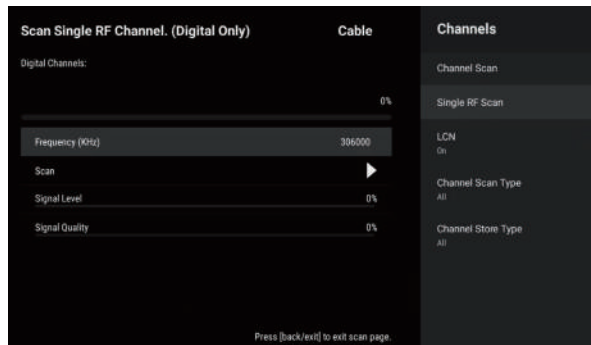 Scan Single RF Channel. (Digital Only) Cable
Digital Channels:
0%
Frequency (KHz) 306000
Scan
Signal Level 0%
Signal Quality 0%
Press [back/exit] to exit scan page.
Channels
Channel Scan
Single RF Scan
LCN
On
Channel Scan Type
All
Channel Store Type
All